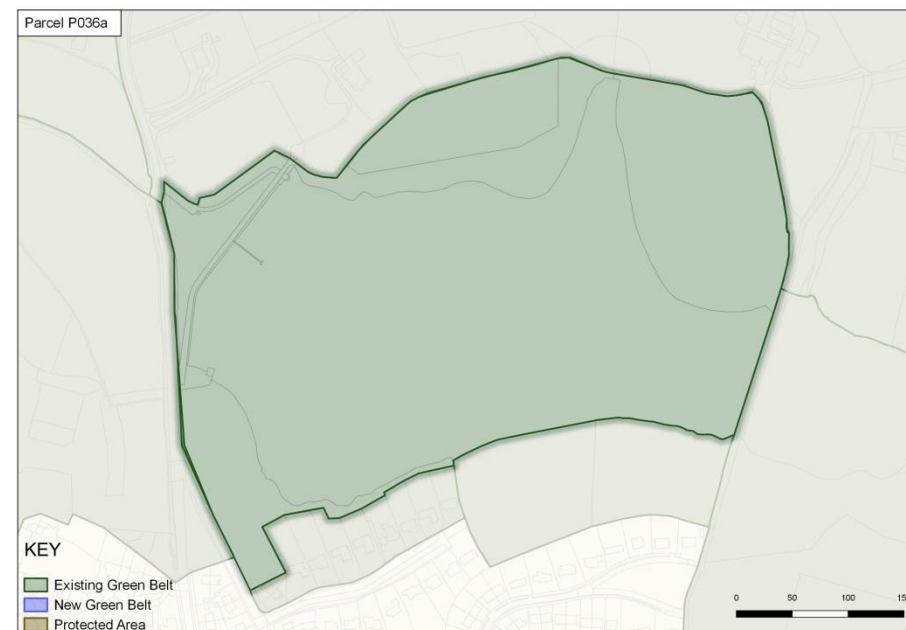 Parcel P036a
KEY
Existing Green Belt
New Green Belt
Protected Area
0 50 100